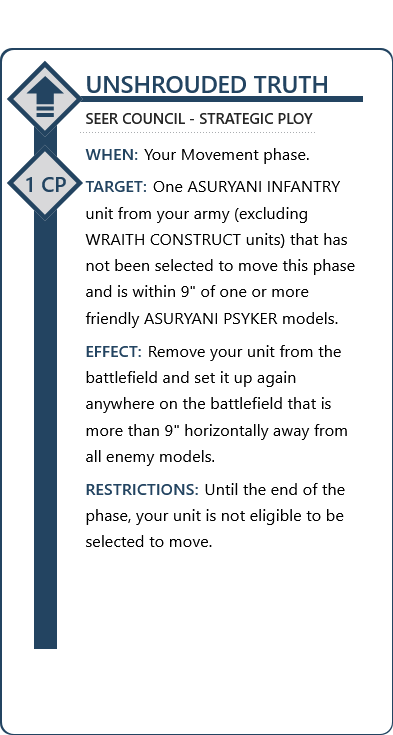 UNSHROUDED TRUTH
SEER COUNCIL - STRATEGIC PLOY
1 CP
WHEN: Your Movement phase.
TARGET: One ASURYANI INFANTRY
unit from your army (excluding
WRAITH CONSTRUCT units) that has
not been selected to move this phase
and is within 9" of one or more
friendly ASURYANI PSYKER models.
EFFECT: Remove your unit from the
battlefield and set it up again
anywhere on the battlefield that is
more than 9" horizontally away from
all enemy models.
RESTRICTIONS: Until the end of the
phase, your unit is not eligible to be
selected to move.